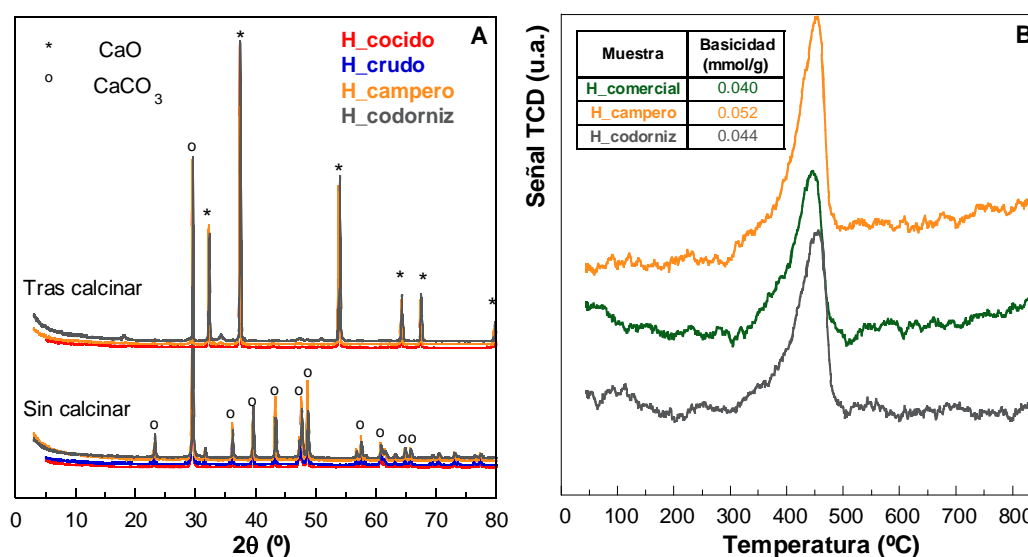 A
* CaO
o CaCO3
H_cocido
H_crudo
H_campero
H_codorniz
*
o
*
*
*
*
*
Tras calcinar
Sin calcinar
o
o
o
o
o
o
o
o
o
o
0 10 20 30 40 50 60 70 80
2θ (º)
B
Señal TCD (u.a.)
Muestra Basicidad (mmol/g)
H_comercial 0.040
H_campero 0.052
H_codorniz 0.044
0 100 200 300 400 500 600 700 800
Temperatura (ºC)